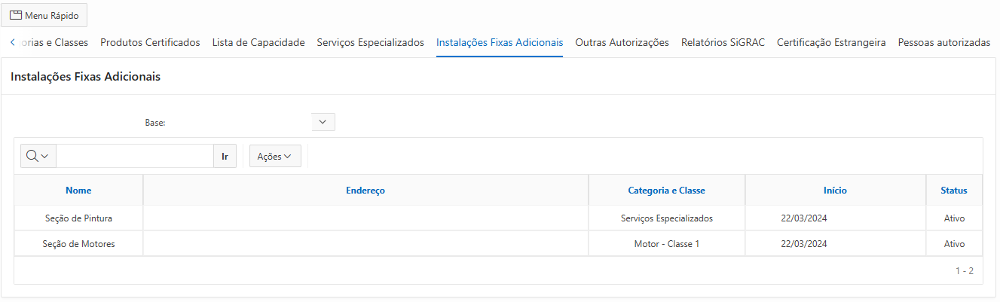 Menu Rápido
orias e Classes Produtos Certificados Lista de Capacidade Serviços Especializados Instalações Fixas Adicionais Outras Autorizações Relatórios SiGRAC Certificação Estrangeira Pessoas autorizadas
Instalações Fixas Adicionais
Base:
Ir Ações
Nome Endereço Categoria e Classe Início Status
Seção de Pintura Serviços Especializados 22/03/2024 Ativo
Seção de Motores Motor - Classe 1 22/03/2024 Ativo
1 - 2